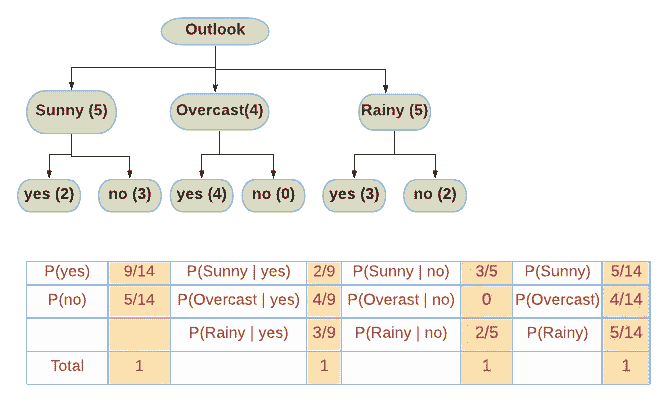 Outlook
Sunny (5) Overcast(4) Rainy (5)
yes (2) no (3) yes (4) no (0) yes (3) no (2)
P(yes) 9/14 P(Sunny | yes) 2/9 P(Sunny | no) 3/5 P(Sunny) 5/14
P(no) 5/14 P(Overcast | yes) 4/9 P(Overast | no) 0 P(Overcast) 4/14
P(Rainy | yes) 3/9 P(Rainy | no) 2/5 P(Rainy) 5/14
Total 1 1 1 1